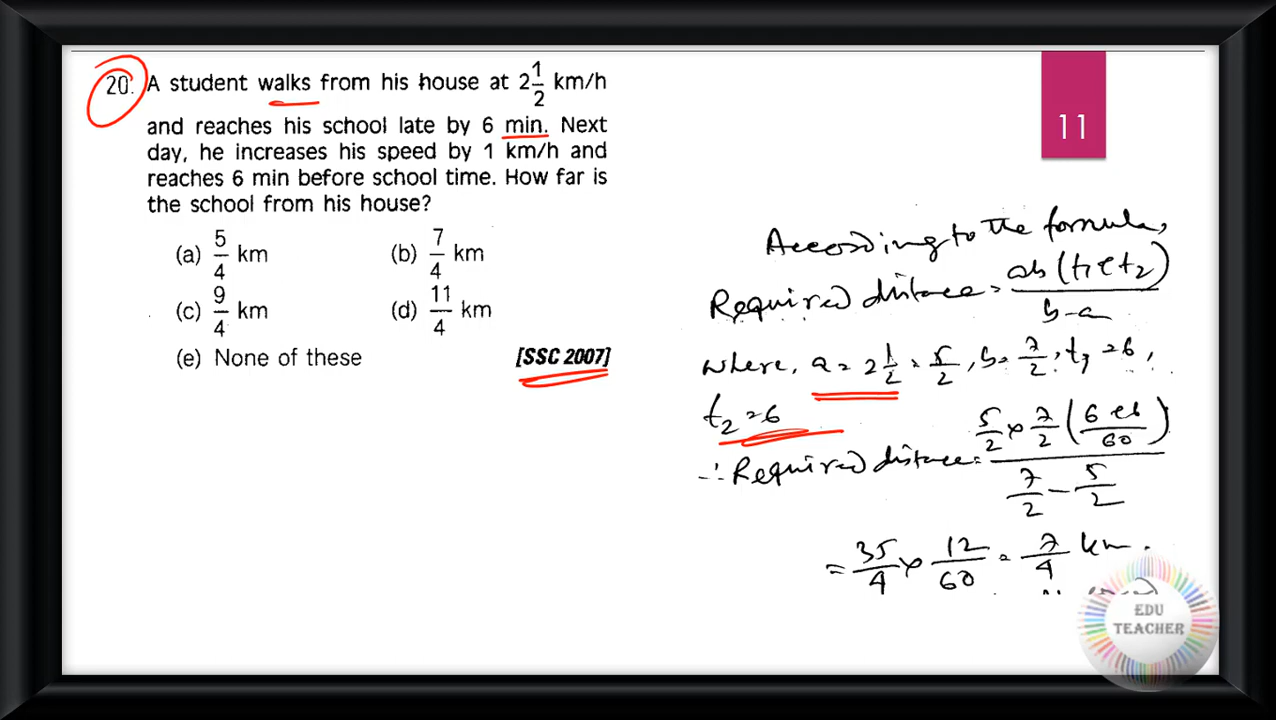 20. A student walks from his house at 2 1/2 km/h
and reaches his school late by 6 min. Next
day, he increases his speed by 1 km/h and
reaches 6 min before school time. How far is
the school from his house?
(a) 5/4 km (b) 7/4 km
(c) 9/4 km (d) 11/4 km
(e) None of these [SSC 2007]
11
According to the formula,
Required distance = ab (t₁ + t₂) / b - a
where, a = 2 1/2 = 5/2, b = 7/2, t₁ = 6,
t₂ = 6
∴ Required distance = 5/2 × 7/2 (6 + 6 / 60) / 7/2 - 5/2
= 35/4 × 12/60 = 7/4 km.
EDU
TEACHER